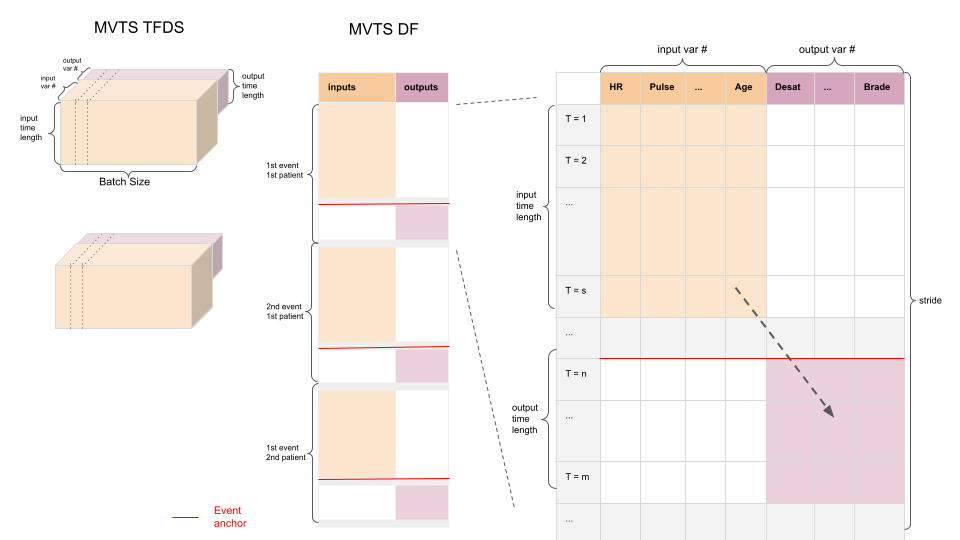 MVTS TFDS
output
var #
input
var #
output
time
length
input
time
length
Batch Size
Event
anchor
MVTS DF
inputs outputs
1st event
1st patient
2nd event
1st patient
1st event
2nd patient
input var # output var #
HR Pulse ... Age Desat ... Brade
T = 1
T = 2
...
T = s
...
T = n
...
T = m
...
input
time
length
output
time
length
stride